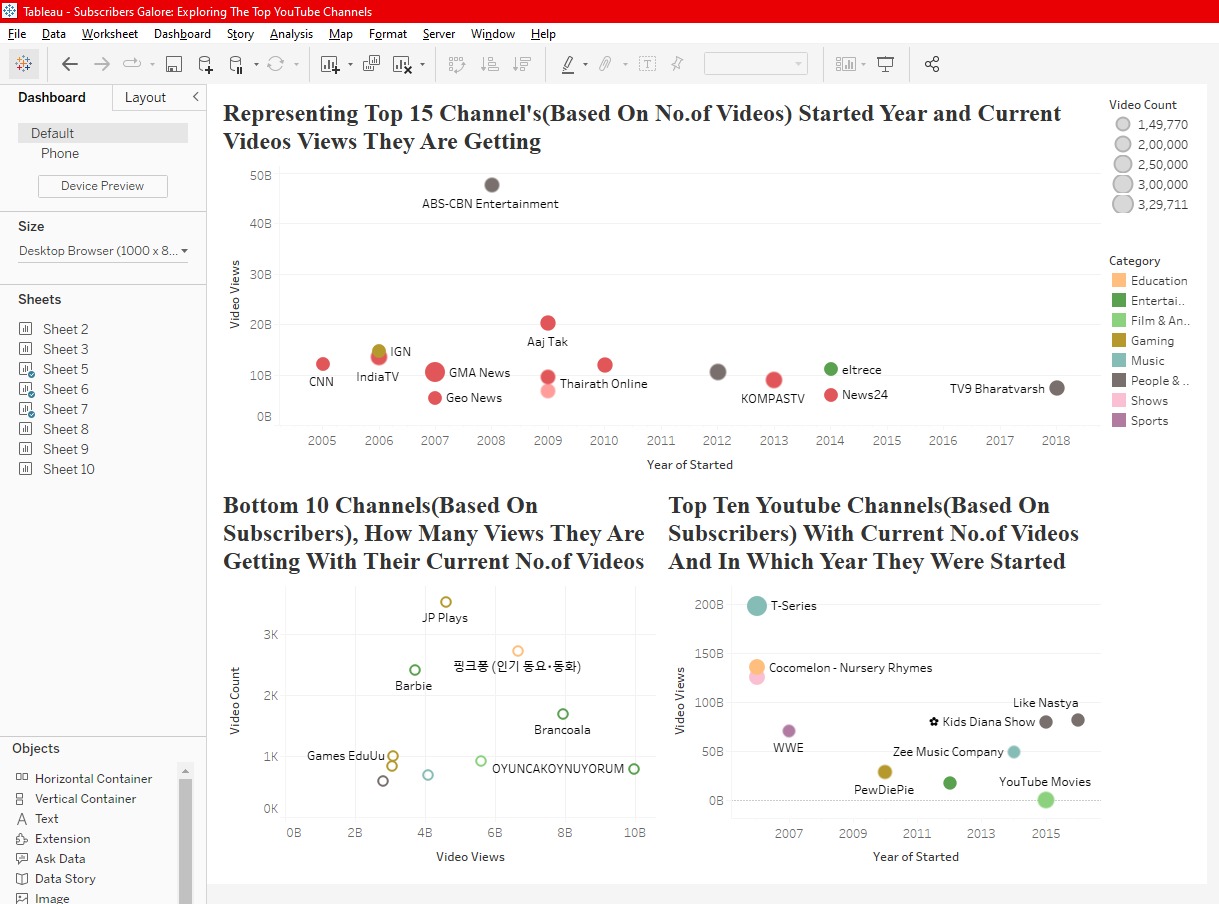 Tableau - Subscribers Galore: Exploring The Top YouTube Channels
File Data Worksheet Dashboard Story Analysis Map Format Server Window Help
Dashboard Layout
Default
Phone
Device Preview
Size
Desktop Browser (1000 x 8...
Sheets
Sheet 2
Sheet 3
Sheet 5
Sheet 6
Sheet 7
Sheet 8
Sheet 9
Sheet 10
Objects
Horizontal Container
Vertical Container
Text
Extension
Ask Data
Data Story
Image
Representing Top 15 Channel's(Based On No.of Videos) Started Year and Current
Videos Views They Are Getting
Video Views
50B
40B
30B
20B
10B
0B
ABS-CBN Entertainment
Aaj Tak
IGN
CNN
IndiaTV
GMA News
Geo News
Thairath Online
KOMPASTV
eltrece
News24
TV9 Bharatvarsh
2005 2006 2007 2008 2009 2010 2011 2012 2013 2014 2015 2016 2017 2018
Year of Started
Video Count
1,49,770
2,00,000
2,50,000
3,00,000
3,29,711
Category
Education
Entertai..
Film & An..
Gaming
Music
People & ..
Shows
Sports
Bottom 10 Channels(Based On
Subscribers), How Many Views They Are
Getting With Their Current No.of Videos
Video Count
3K
2K
1K
0K
JP Plays
핑크퐁 (인기 동요·동화)
Barbie
Brancoala
Games EduUu
OYUNCAKOYNUYORUM
0B 2B 4B 6B 8B 10B
Video Views
Top Ten Youtube Channels(Based On
Subscribers) With Current No.of Videos
And In Which Year They Were Started
Video Views
200B
150B
100B
50B
0B
T-Series
Cocomelon - Nursery Rhymes
Like Nastya
✿ Kids Diana Show
WWE
Zee Music Company
PewDiePie
YouTube Movies
2007 2009 2011 2013 2015
Year of Started